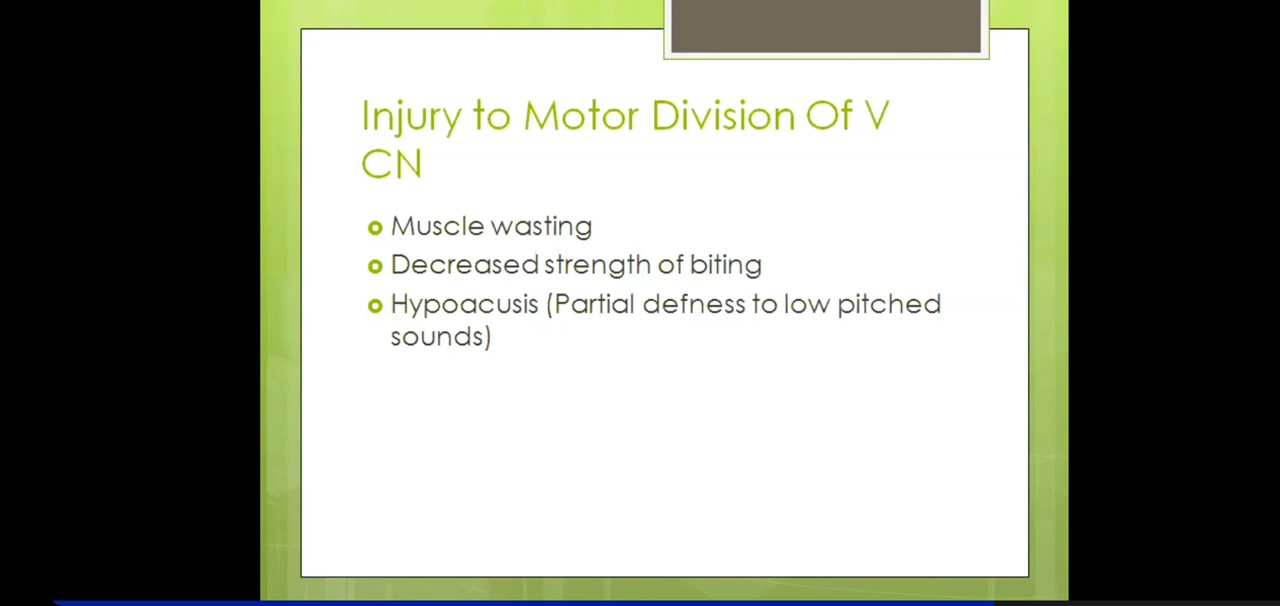 Injury to Motor Division Of V
CN
Muscle wasting
Decreased strength of biting
Hypoacusis (Partial defness to low pitched
sounds)